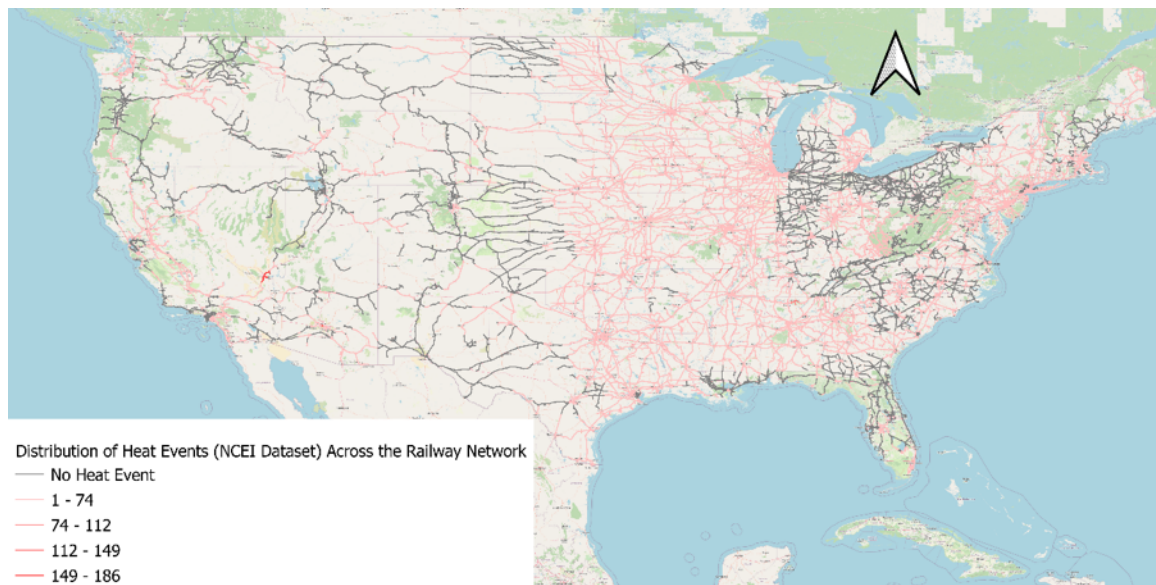 Distribution of Heat Events (NCEI Dataset) Across the Railway Network
No Heat Event
1 - 74
74 - 112
112 - 149
149 - 186